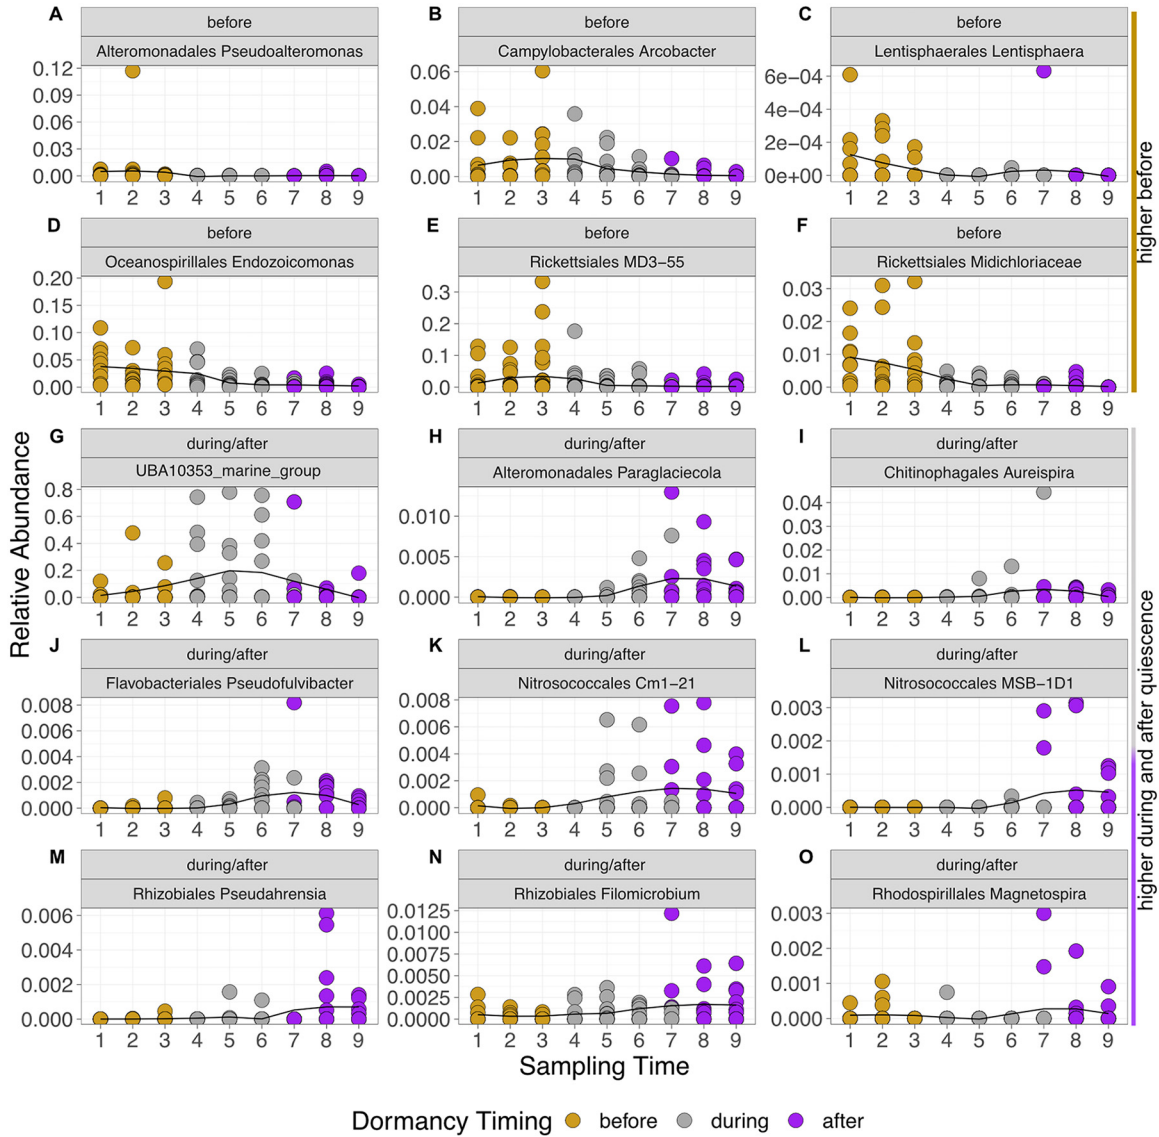 A B C
before before before
Alteromonadales Pseudoalteromonas Campylobacterales Arcobacter Lentisphaerales Lentisphaera
0.12 0.09 0.06 0.03 0.00
0.06 0.04 0.02 0.00
6e−04 4e−04 2e−04 0e+00
1 2 3 4 5 6 7 8 9 1 2 3 4 5 6 7 8 9 1 2 3 4 5 6 7 8 9
D E F
before before before
Oceanospirillales Endozoicomonas Rickettsiales MD3−55 Rickettsiales Midichloriaceae
0.20 0.15 0.10 0.05 0.00
0.3 0.2 0.1 0.0
0.03 0.02 0.01 0.00
1 2 3 4 5 6 7 8 9 1 2 3 4 5 6 7 8 9 1 2 3 4 5 6 7 8 9
higher before
G H I
during/after during/after during/after
UBA10353_marine_group Alteromonadales Paraglaciecola Chitinophagales Aureispira
0.8 0.6 0.4 0.2 0.0
0.010 0.005 0.000
0.04 0.03 0.02 0.01 0.00
1 2 3 4 5 6 7 8 9 1 2 3 4 5 6 7 8 9 1 2 3 4 5 6 7 8 9
Relative Abundance
J K L
during/after during/after during/after
Flavobacteriales Pseudofulvibacter Nitrosococcales Cm1−21 Nitrosococcales MSB−1D1
0.008 0.006 0.004 0.002 0.000
0.008 0.006 0.004 0.002 0.000
0.003 0.002 0.001 0.000
1 2 3 4 5 6 7 8 9 1 2 3 4 5 6 7 8 9 1 2 3 4 5 6 7 8 9
higher during and after quiescence
M N O
during/after during/after during/after
Rhizobiales Pseudahrensia Rhizobiales Filomicrobium Rhodospirillales Magnetospira
0.006 0.004 0.002 0.000
0.0125 0.0100 0.0075 0.0050 0.0025 0.0000
0.003 0.002 0.001 0.000
1 2 3 4 5 6 7 8 9 1 2 3 4 5 6 7 8 9 1 2 3 4 5 6 7 8 9
Sampling Time
Dormancy Timing before during after